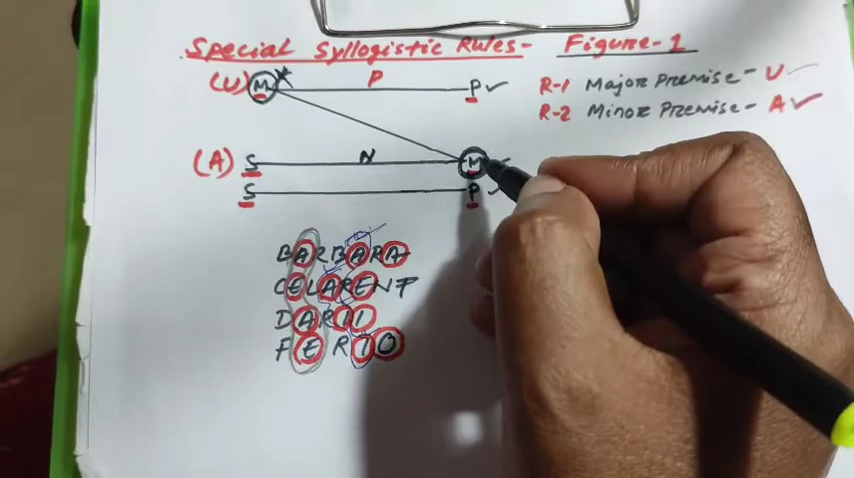 Special Syllogistic Rules- Figure-1
(U) M P P
R-1 Major Premise- U
R-2 Minor Premise- A
(A) S N M
S P
BARBARA
CELARENT
DARII
FERIO